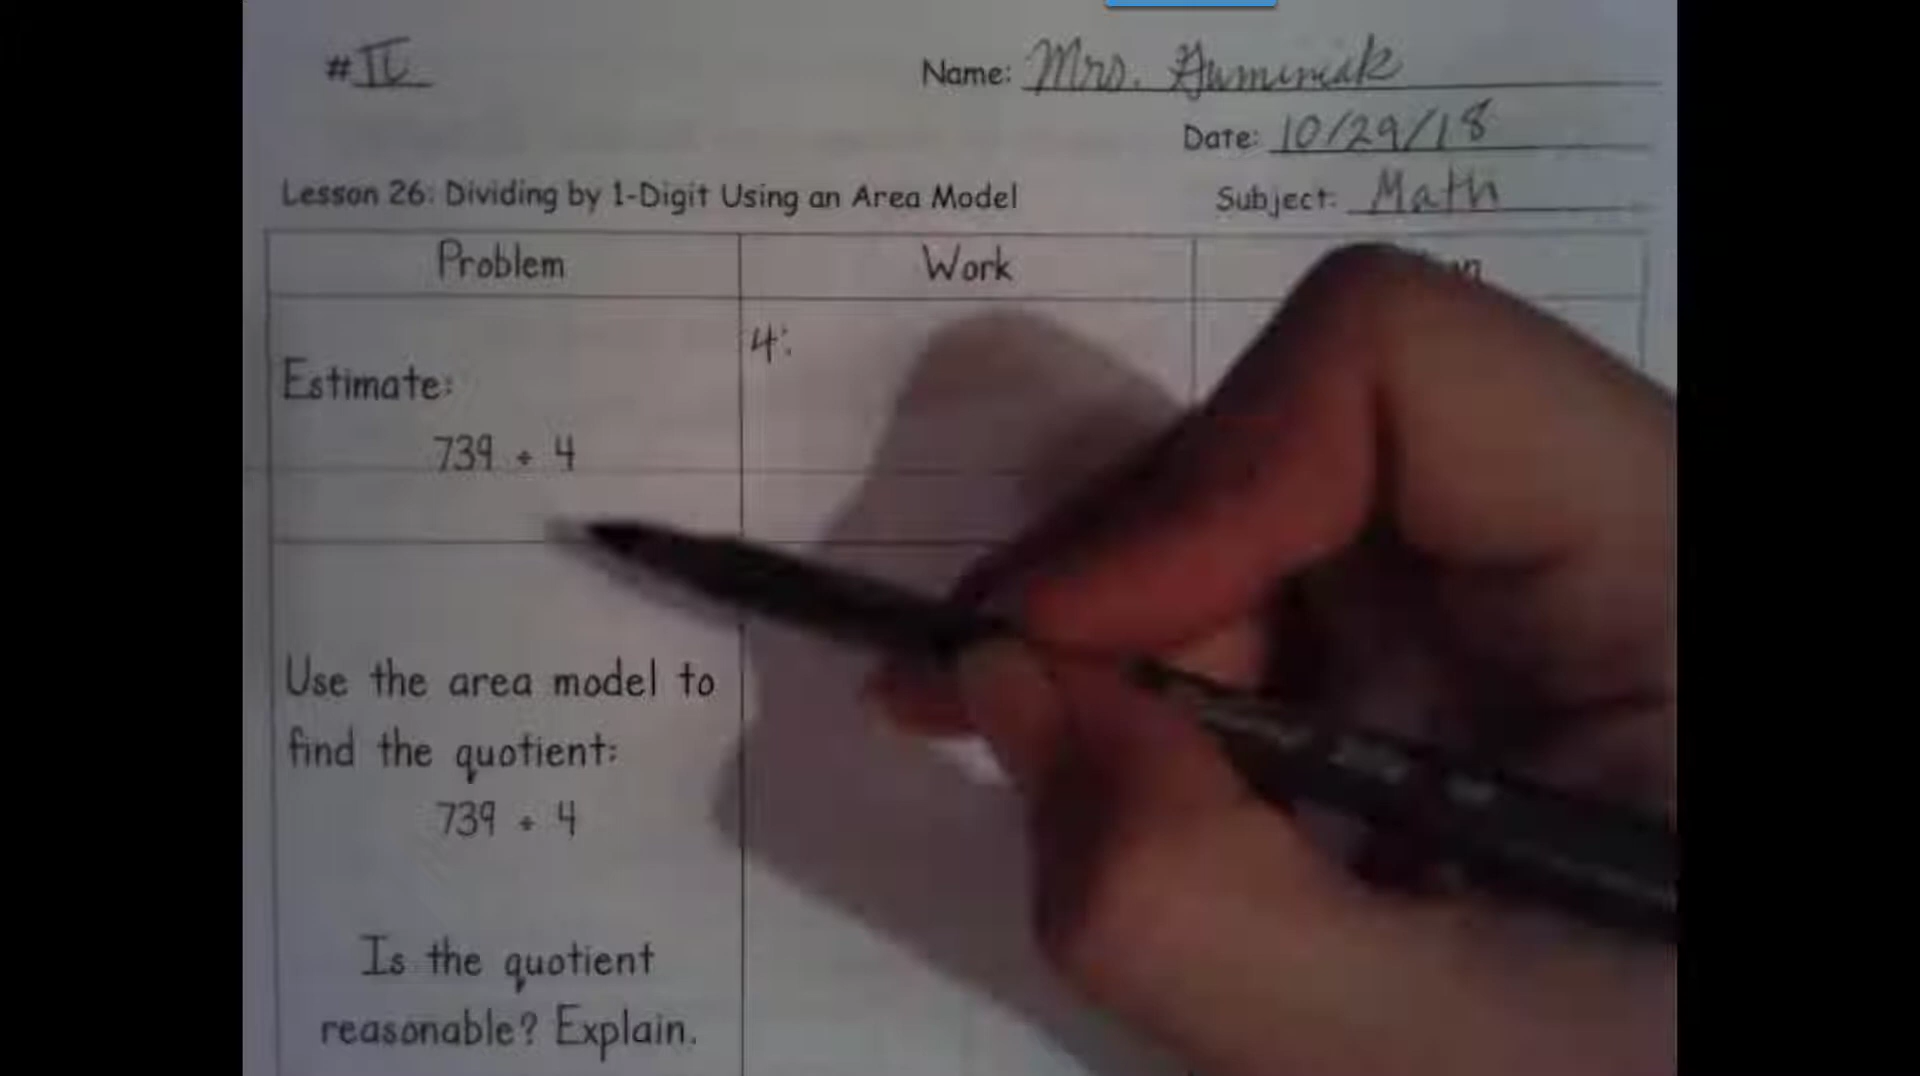 #π
Name: Mrs.
Date: 10/29/18
Lesson 26: Dividing by 1-Digit Using an Area Model
Subject: Math
Problem
Work
4:
Estimate:
739 ÷ 4
Use the area model to
find the quotient:
739 ÷ 4
Is the quotient
reasonable? Explain.